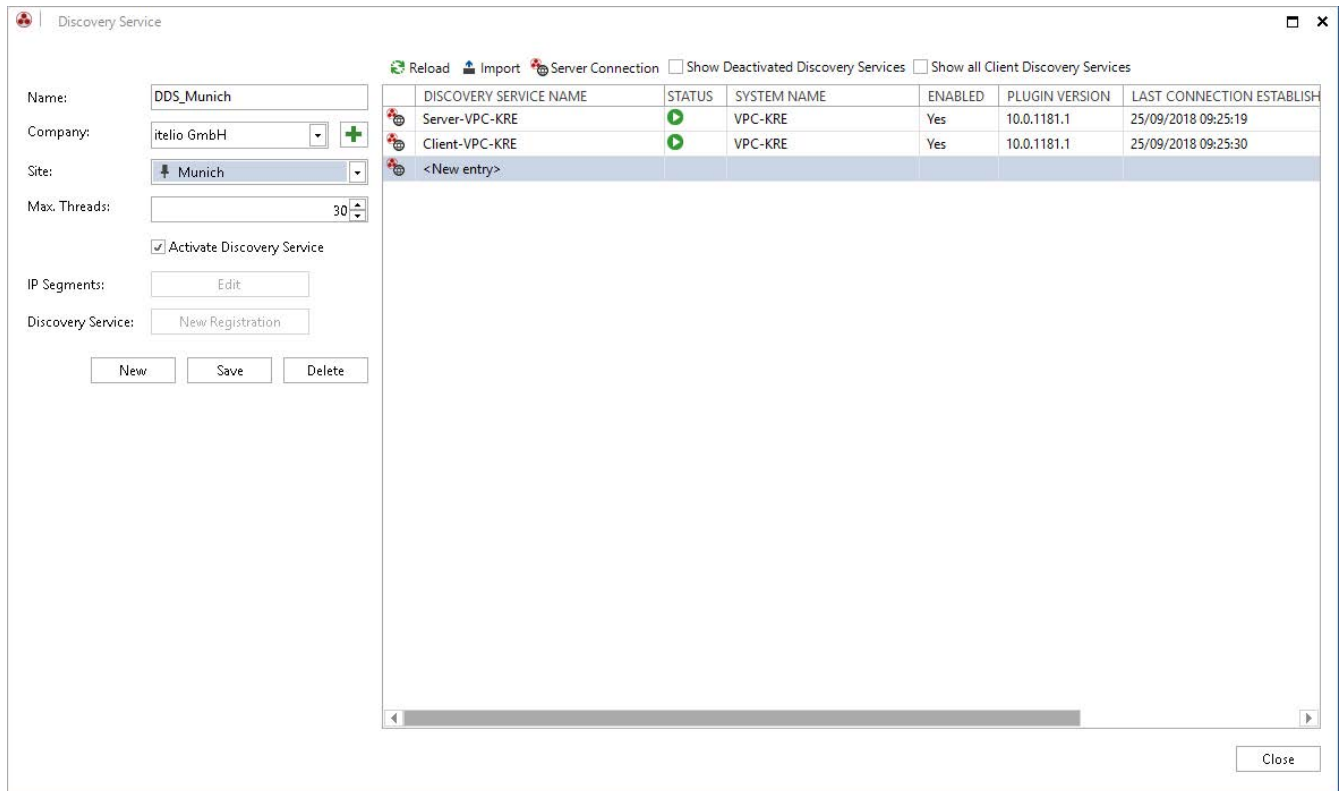 Discovery Service
Reload Import Server Connection Show Deactivated Discovery Services Show all Client Discovery Services
Name: DDS_Munich
Company: itelio GmbH
Site: Munich
Max. Threads: 30
Activate Discovery Service
IP Segments: Edit
Discovery Service: New Registration
New Save Delete
DISCOVERY SERVICE NAME STATUS SYSTEM NAME ENABLED PLUGIN VERSION LAST CONNECTION ESTABLISH
Server-VPC-KRE VPC-KRE Yes 10.0.1181.1 25/09/2018 09:25:19
Client-VPC-KRE VPC-KRE Yes 10.0.1181.1 25/09/2018 09:25:30
<New entry>
Close